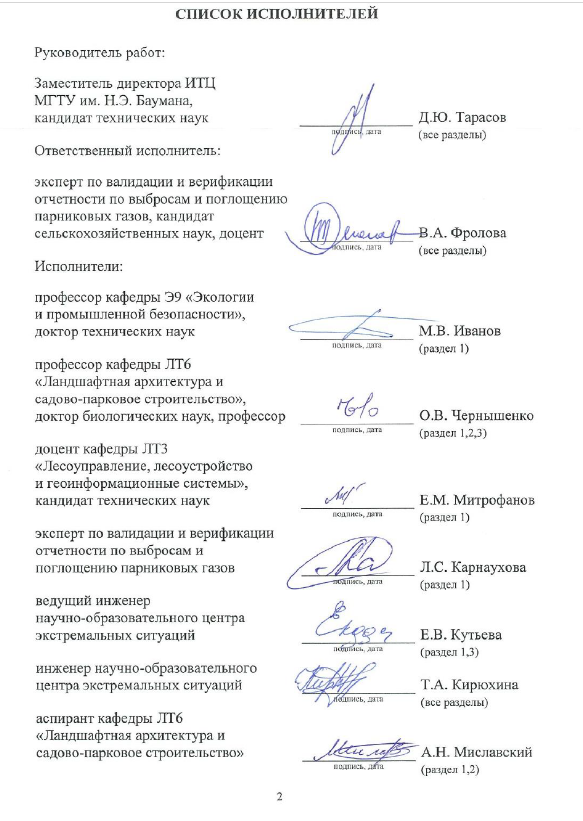 СПИСОК ИСПОЛНИТЕЛЕЙ
Руководитель работ:
Заместитель директора ИТЦ
МГТУ им. Н.Э. Баумана,
кандидат технических наук
Д.Ю. Тарасов
подпись, дата
(все разделы)
Ответственный исполнитель:
эксперт по валидации и верификации
отчетности по выбросам и поглощению
парниковых газов, кандидат
сельскохозяйственных наук, доцент
В.А. Фролова
подпись, дата
(все разделы)
Исполнители:
профессор кафедры Э9 «Экологии
и промышленной безопасности»,
доктор технических наук
М.В. Иванов
подпись, дата
(раздел 1)
профессор кафедры ЛТ6
«Ландшафтная архитектура и
садово-парковое строительство»,
доктор биологических наук, профессор
О.В. Чернышенко
подпись, дата
(раздел 1,2,3)
доцент кафедры ЛТ3
«Лесоуправление, лесоустройство
и геоинформационные системы»,
кандидат технических наук
Е.М. Митрофанов
подпись, дата
(раздел 1)
эксперт по валидации и верификации
отчетности по выбросам и
поглощению парниковых газов
Л.С. Карнаухова
подпись, дата
(раздел 1)
ведущий инженер
научно-образовательного центра
экстремальных ситуаций
Е.В. Кутьева
подпись, дата
(раздел 1,3)
инженер научно-образовательного
центра экстремальных ситуаций
Т.А. Кирюхина
подпись, дата
(все разделы)
аспирант кафедры ЛТ6
«Ландшафтная архитектура и
садово-парковое строительство»
А.Н. Миславский
подпись, дата
(раздел 1,2)
2